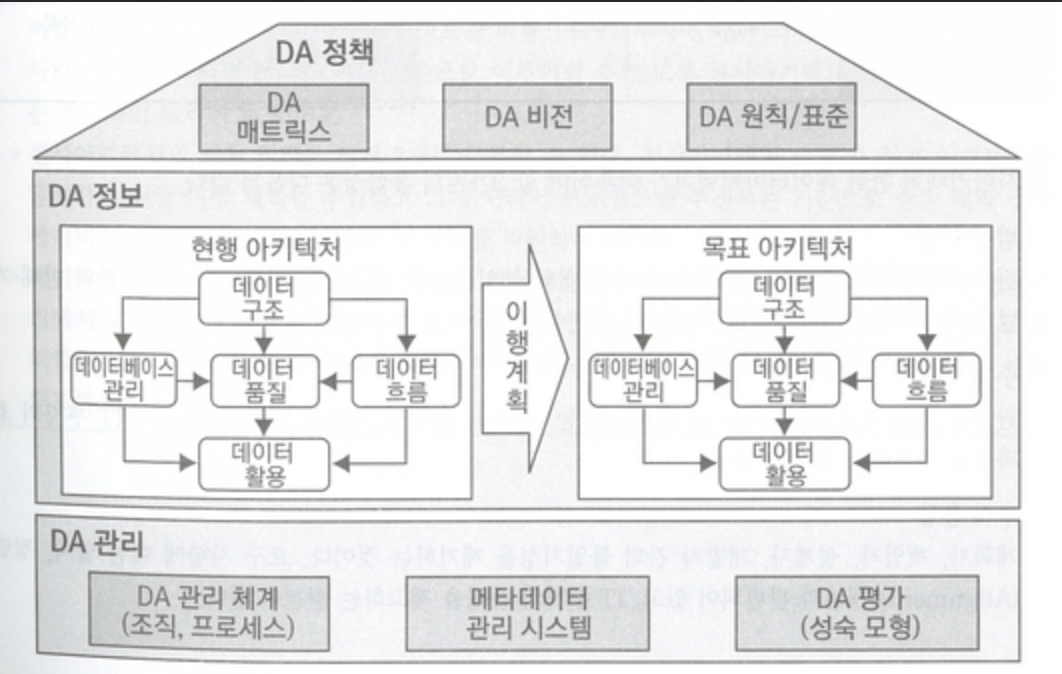 DA 정책
DA
매트릭스
DA 비전
DA 원칙/표준
DA 정보
현행 아키텍처
데이터
구조
데이터베이스
관리
데이터
품질
데이터
흐름
데이터
활용
이
행
계
획
목표 아키텍처
데이터
구조
데이터베이스
관리
데이터
품질
데이터
흐름
데이터
활용
DA 관리
DA 관리 체계
(조직, 프로세스)
메타데이터
관리 시스템
DA 평가
(성숙 모형)